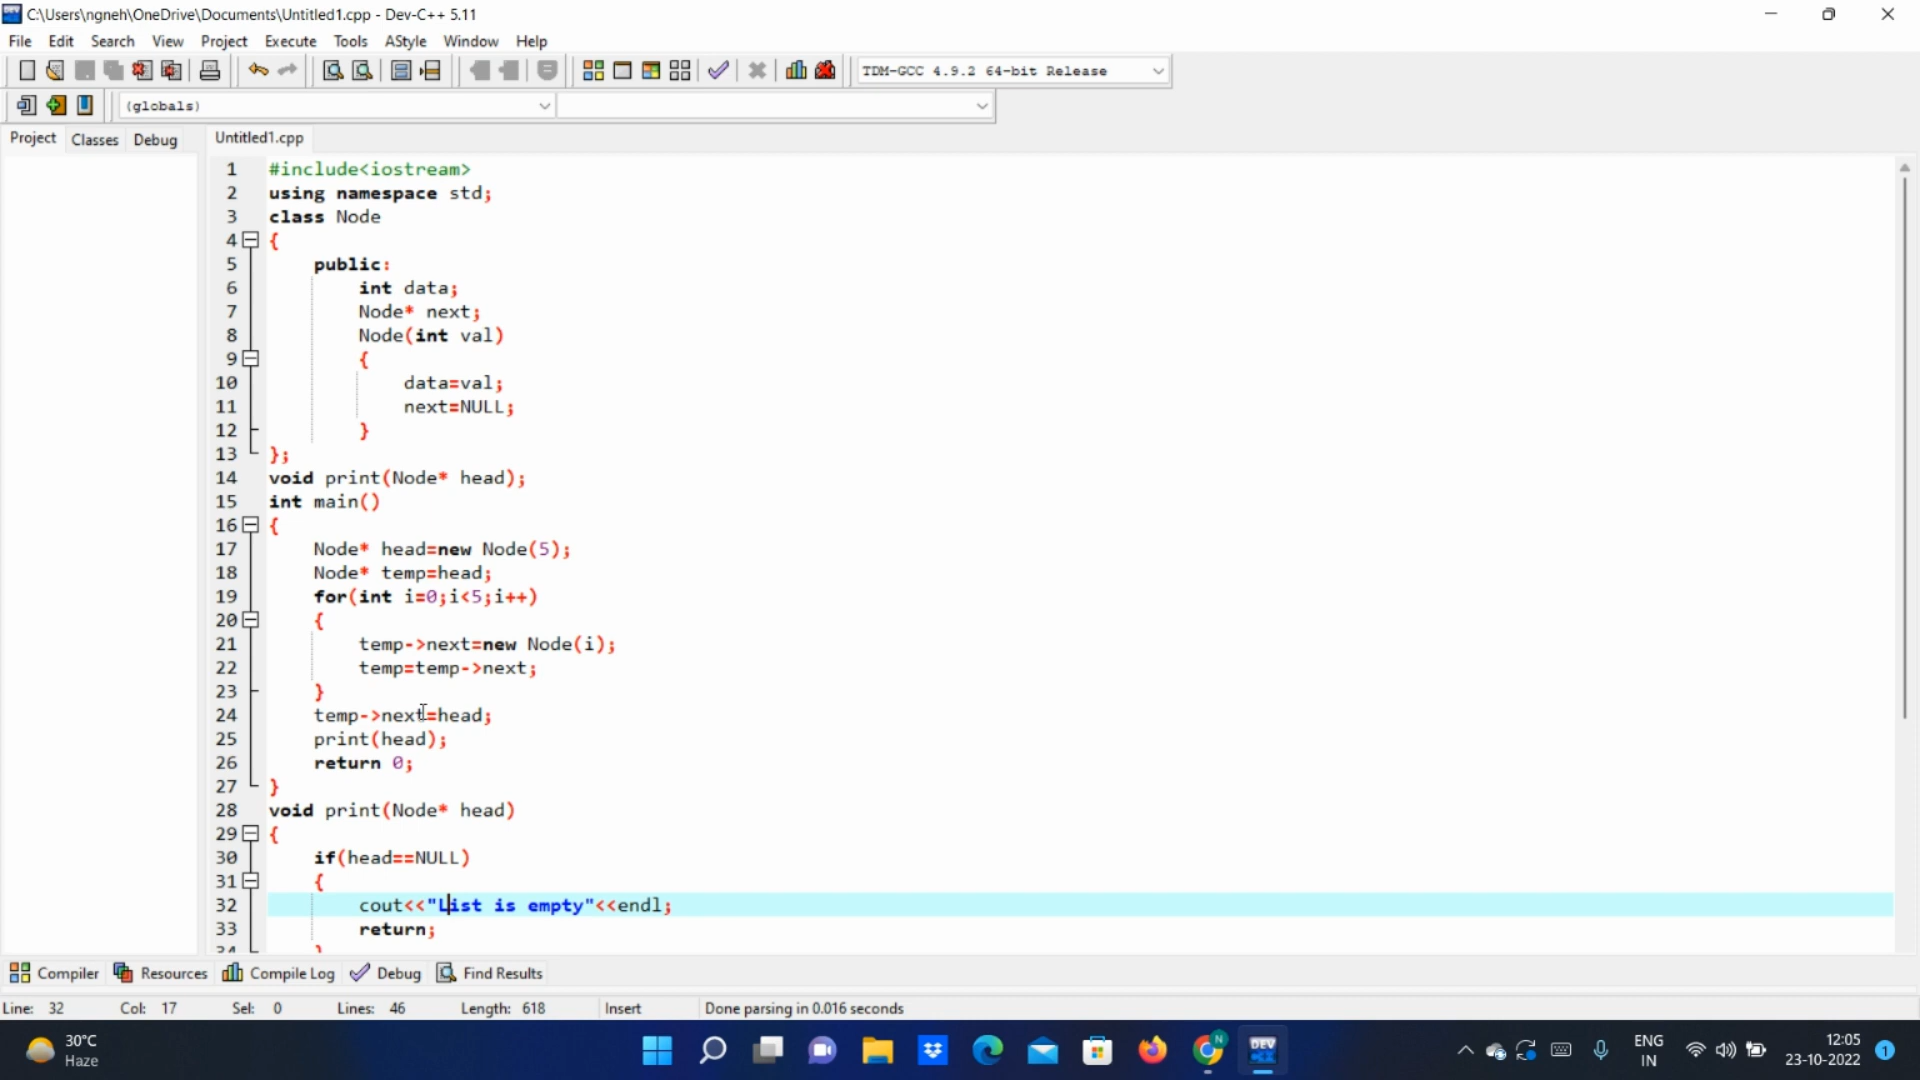 C:\Users\ngneh\OneDrive\Documents\Untitled1.cpp - Dev-C++ 5.11
File Edit Search View Project Execute Tools AStyle Window Help
TDM-GCC 4.9.2 64-bit Release
(globals)
Project Classes Debug Untitled1.cpp
1 #include<iostream>
2 using namespace std;
3 class Node
4 {
5 public:
6 int data;
7 Node* next;
8 Node(int val)
9 {
10 data=val;
11 next=NULL;
12 }
13 };
14 void print(Node* head);
15 int main()
16 {
17 Node* head=new Node(5);
18 Node* temp=head;
19 for(int i=0;i<5;i++)
20 {
21 temp->next=new Node(i);
22 temp=temp->next;
23 }
24 temp->next=head;
25 print(head);
26 return 0;
27 }
28 void print(Node* head)
29 {
30 if(head==NULL)
31 {
32 cout<<"List is empty"<<endl;
33 return;
34 }
Compiler Resources Compile Log Debug Find Results
Line: 32 Col: 17 Sel: 0 Lines: 46 Length: 618 Insert Done parsing in 0.016 seconds
30°C
Haze
N
DEV
ENG
IN
12:05
23-10-2022
1